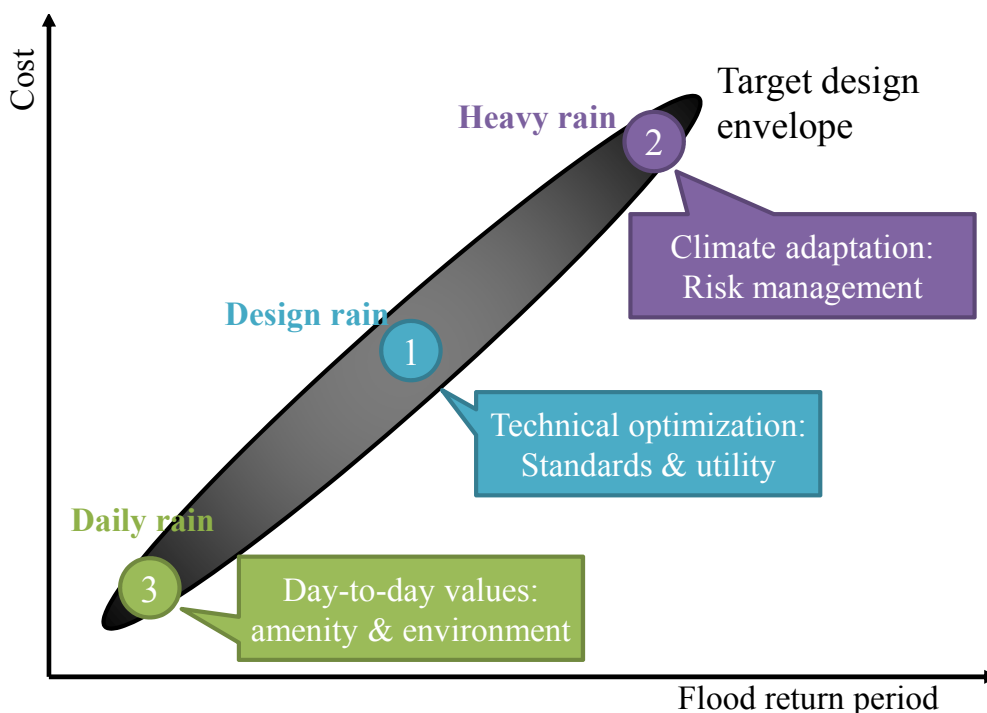 Cost
Target design
envelope
Heavy rain
2
Climate adaptation:
Risk management
Design rain
1
Technical optimization:
Standards & utility
Daily rain
3
Day-to-day values:
amenity & environment
Flood return period